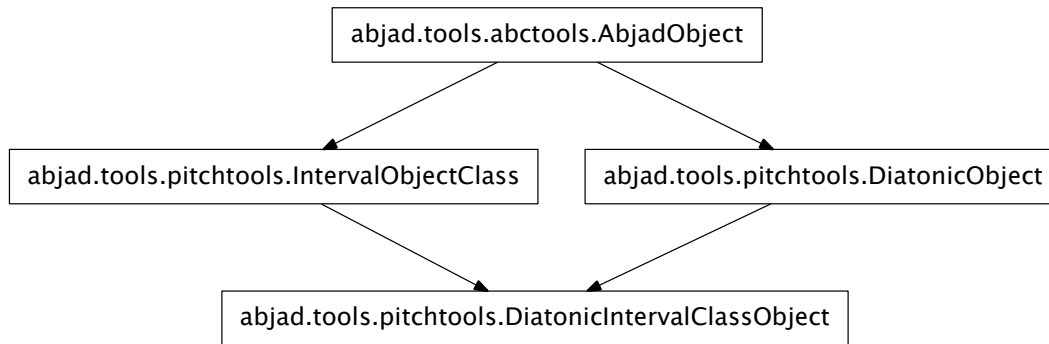 abjad.tools.abctools.AbjadObject
abjad.tools.pitchtools.IntervalObjectClass
abjad.tools.pitchtools.DiatonicObject
abjad.tools.pitchtools.DiatonicIntervalClassObject